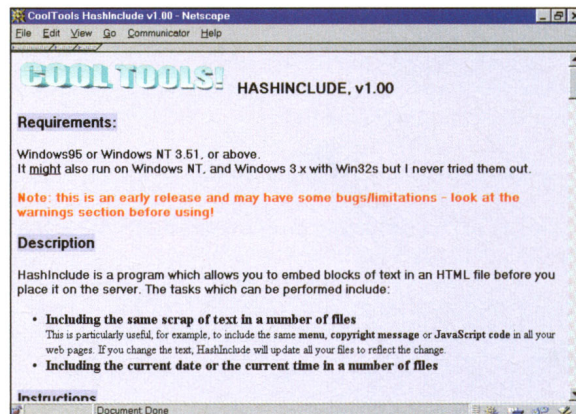 CoolTools HashInclude v1.00 - Netscape
File Edit View Go Communicator Help
COOL TOOLS! HASHINCLUDE, v1.00
Requirements:
Windows95 or Windows NT 3.51, or above.
It might also run on Windows NT, and Windows 3.x with Win32s but I never tried them out.
Note: this is an early release and may have some bugs/limitations - look at the
warnings section before using!
Description
HashInclude is a program which allows you to embed blocks of text in an HTML file before you
place it on the server. The tasks which can be performed include:
• Including the same scrap of text in a number of files
This is particularly useful, for example, to include the same menu, copyright message or JavaScript code in all your
web pages. If you change the text, HashInclude will update all your files to reflect the change.
• Including the current date or the current time in a number of files
Instructions
Document Done